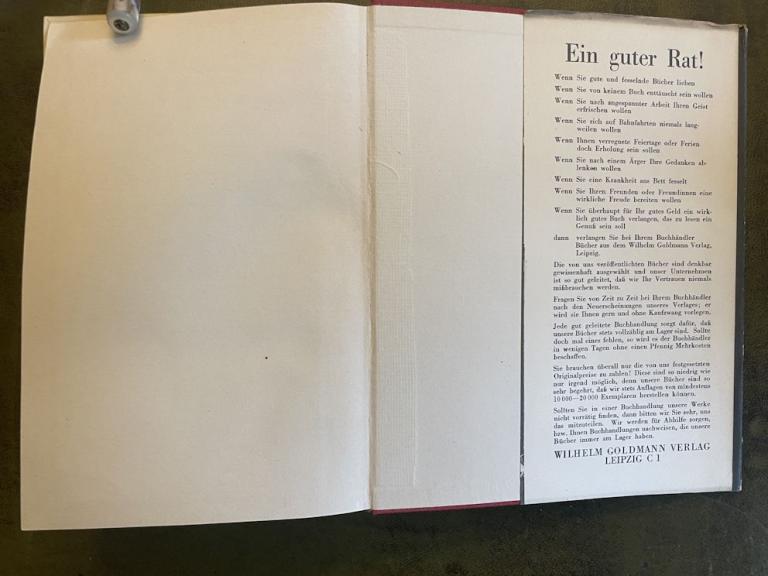 Ein guter Rat!
Wenn Sie gute und fesselnde Bücher lieben
Wenn Sie von keinem Buch enttäuscht sein wollen
Wenn Sie nach angespannter Arbeit Ihren Geist
erfrischen wollen
Wenn Sie sich auf Bahnfahrten niemals lang-
weilen wollen
Wenn Ihnen verregnete Feiertage oder Ferien
doch Erholung sein sollen
Wenn Sie nach einem Ärger Ihre Gedanken ab-
lenken wollen
Wenn Sie eine Krankheit ans Bett fesselt
Wenn Sie Ihren Freunden oder Freundinnen eine
wirkliche Freude bereiten wollen
Wenn Sie überhaupt für Ihr gutes Geld ein wirk-
lich gutes Buch verlangen, das zu lesen ein
Genuß sein soll
dann verlangen Sie bei Ihrem Buchhändler
Bücher aus dem Wilhelm Goldmann Verlag,
Leipzig.
Die von uns veröffentlichten Bücher sind denkbar
gewissenhaft ausgewählt und unser Unternehmen
ist so gut geleitet, daß wir Ihr Vertrauen niemals
mißbrauchen werden.
Fragen Sie von Zeit zu Zeit bei Ihrem Buchhändler
nach den Neuerscheinungen unseres Verlages; er
wird sie Ihnen gern und ohne Kaufzwang vorlegen.
Jede gut geleitete Buchhandlung sorgt dafür, daß
unsere Bücher stets vollzählig am Lager sind. Sollte
doch mal eines fehlen, so wird es der Buchhändler
in wenigen Tagen ohne einen Pfennig Mehrkosten
beschaffen.
Sie brauchen überall nur die von uns festgesetzten
Originalpreise zu zahlen! Diese sind so niedrig wie
nur irgend möglich, denn unsere Bücher sind so
sehr begehrt, daß wir stets Auflagen von mindestens
10 000—20 000 Exemplaren herstellen können.
Sollten Sie in einer Buchhandlung unsere Werke
nicht vorrätig finden, dann bitten wir Sie sehr, uns
das mitzuteilen. Wir werden für Abhilfe sorgen,
bzw. Ihnen Buchhandlungen nachweisen, die unsere
Bücher immer am Lager haben.
WILHELM GOLDMANN VERLAG
LEIPZIG C 1